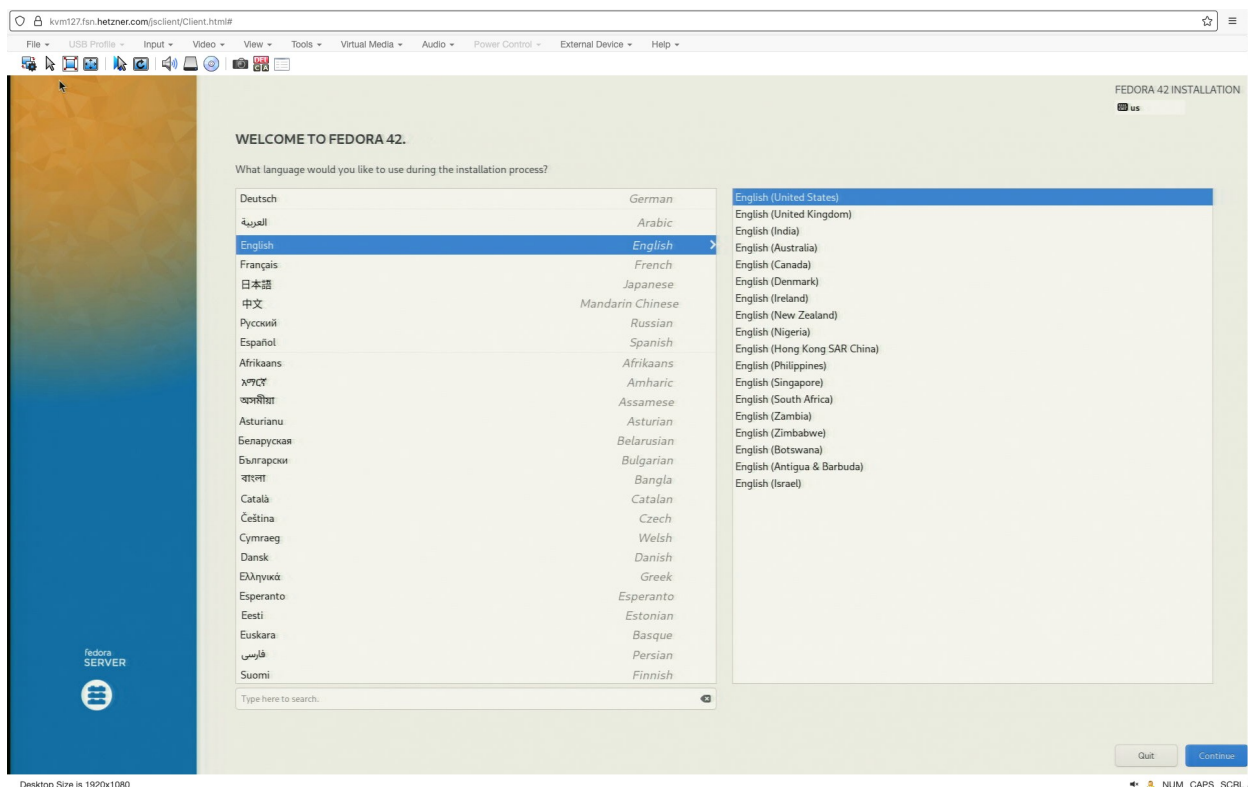 kvm127.fsn.hetzner.com/jsclient/Client.html#
File USB Profile Input Video View Tools Virtual Media Audio Power Control External Device Help
FEDORA 42 INSTALLATION
us
WELCOME TO FEDORA 42.
What language would you like to use during the installation process?
Deutsch German
العربية Arabic
English English
Français French
日本語 Japanese
中文 Mandarin Chinese
Русский Russian
Español Spanish
Afrikaans Afrikaans
አማርኛ Amharic
অসমীয়া Assamese
Asturianu Asturian
Беларуская Belarusian
Български Bulgarian
বাংলা Bangla
Català Catalan
Čeština Czech
Cymraeg Welsh
Dansk Danish
Ελληνικά Greek
Esperanto Esperanto
Eesti Estonian
Euskara Basque
فارسی Persian
Suomi Finnish
Type here to search.
English (United States)
English (United Kingdom)
English (India)
English (Australia)
English (Canada)
English (Denmark)
English (Ireland)
English (New Zealand)
English (Nigeria)
English (Hong Kong SAR China)
English (Philippines)
English (Singapore)
English (South Africa)
English (Zambia)
English (Zimbabwe)
English (Botswana)
English (Antigua & Barbuda)
English (Israel)
fedora
SERVER
Quit Continue
Desktop Size is 1920x1080 NUM CAPS SCRL